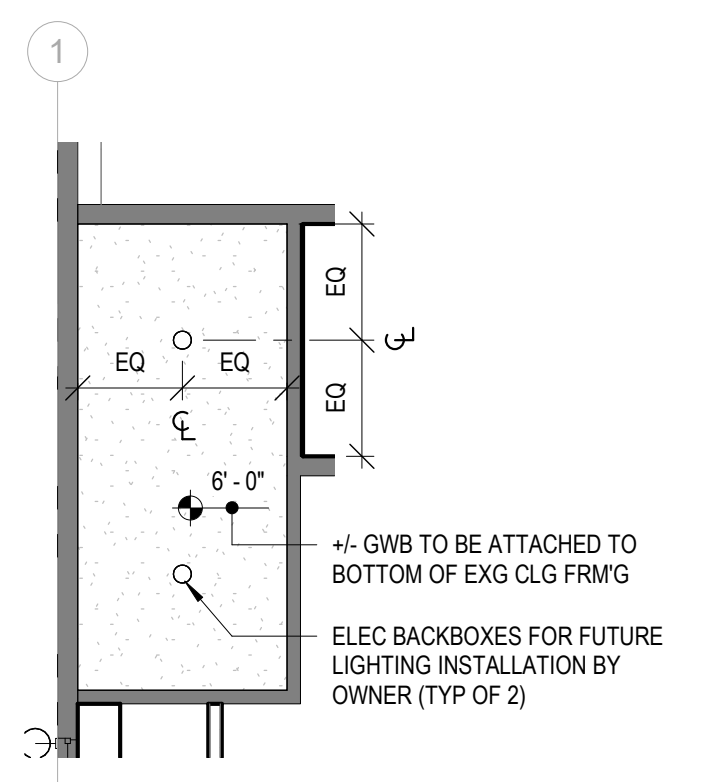 1
EQ
EQ
EQ
EQ
℄
℄
6' - 0"
+/- GWB TO BE ATTACHED TO
BOTTOM OF EXG CLG FRM'G
ELEC BACKBOXES FOR FUTURE
LIGHTING INSTALLATION BY
OWNER (TYP OF 2)